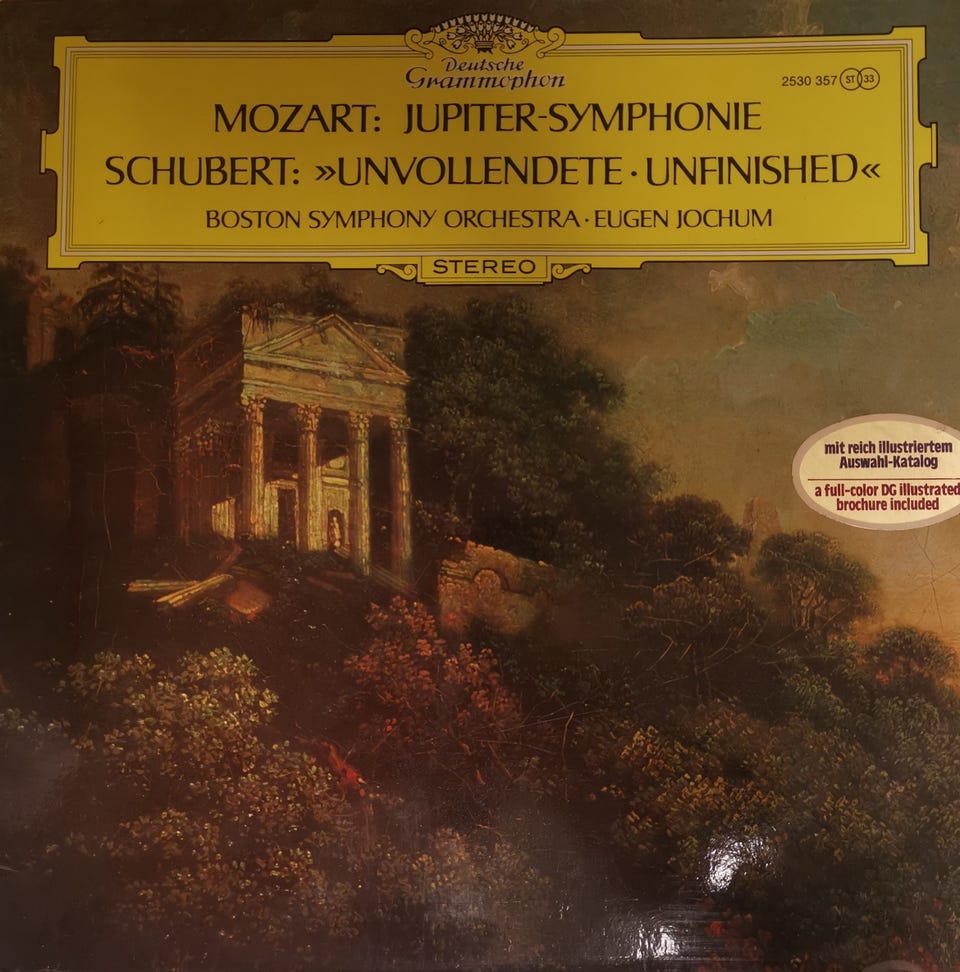 Deutsche
Grammophon
2530 357 ST 33
MOZART: JUPITER-SYMPHONIE
SCHUBERT: »UNVOLLENDETE · UNFINISHED«
BOSTON SYMPHONY ORCHESTRA · EUGEN JOCHUM
STEREO
mit reich illustriertem
Auswahl-Katalog
a full-color DG illustrated
brochure included